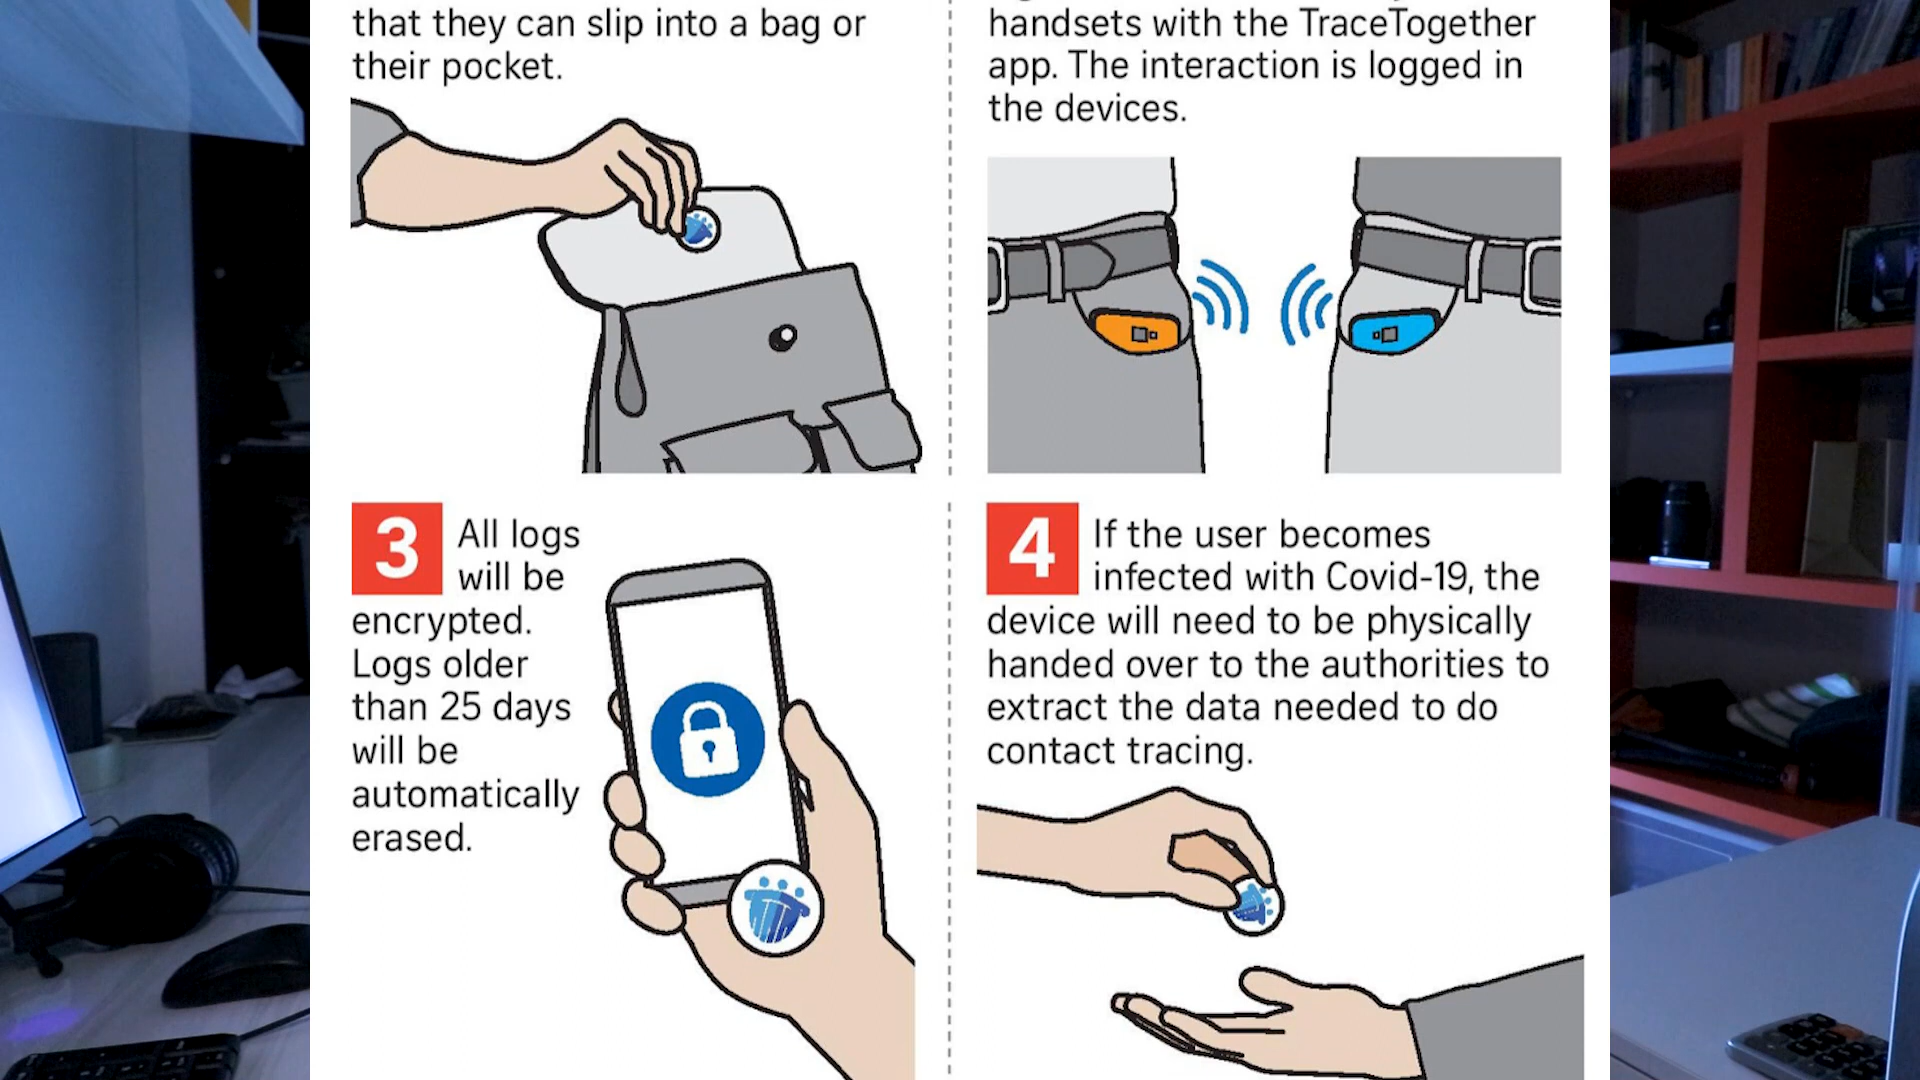 that they can slip into a bag or
their pocket.
handsets with the TraceTogether
app. The interaction is logged in
the devices.
3
All logs
will be
encrypted.
Logs older
than 25 days
will be
automatically
erased.
4
If the user becomes
infected with Covid-19, the
device will need to be physically
handed over to the authorities to
extract the data needed to do
contact tracing.